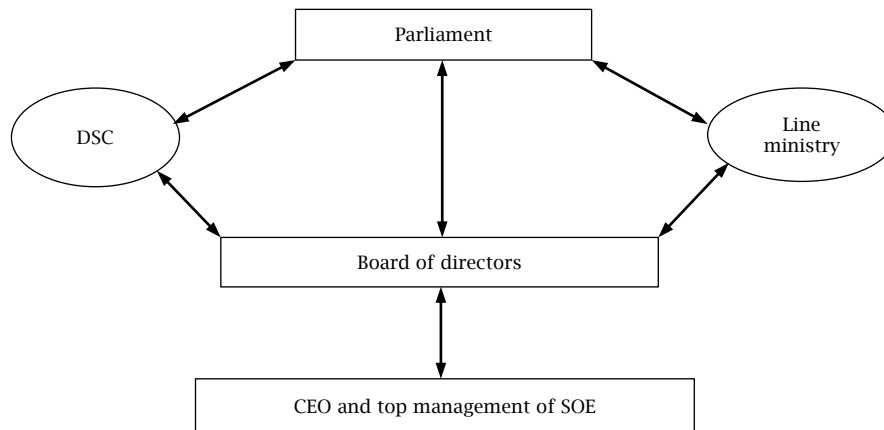 Parliament
DSC
Line
ministry
Board of directors
CEO and top management of SOE